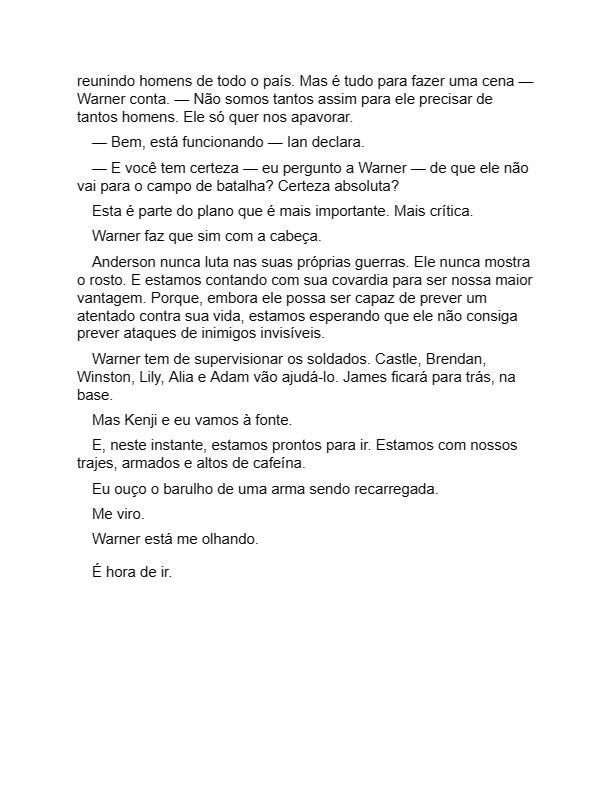 reunindo homens de todo o país. Mas é tudo para fazer uma cena —
Warner conta. — Não somos tantos assim para ele precisar de
tantos homens. Ele só quer nos apavorar.
— Bem, está funcionando — Ian declara.
— E você tem certeza — eu pergunto a Warner — de que ele não
vai para o campo de batalha? Certeza absoluta?
Esta é parte do plano que é mais importante. Mais crítica.
Warner faz que sim com a cabeça.
Anderson nunca luta nas suas próprias guerras. Ele nunca mostra
o rosto. E estamos contando com sua covardia para ser nossa maior
vantagem. Porque, embora ele possa ser capaz de prever um
atentado contra sua vida, estamos esperando que ele não consiga
prever ataques de inimigos invisíveis.
Warner tem de supervisionar os soldados. Castle, Brendan,
Winston, Lily, Alia e Adam vão ajudá-lo. James ficará para trás, na
base.
Mas Kenji e eu vamos à fonte.
E, neste instante, estamos prontos para ir. Estamos com nossos
trajes, armados e altos de cafeína.
Eu ouço o barulho de uma arma sendo recarregada.
Me viro.
Warner está me olhando.
É hora de ir.